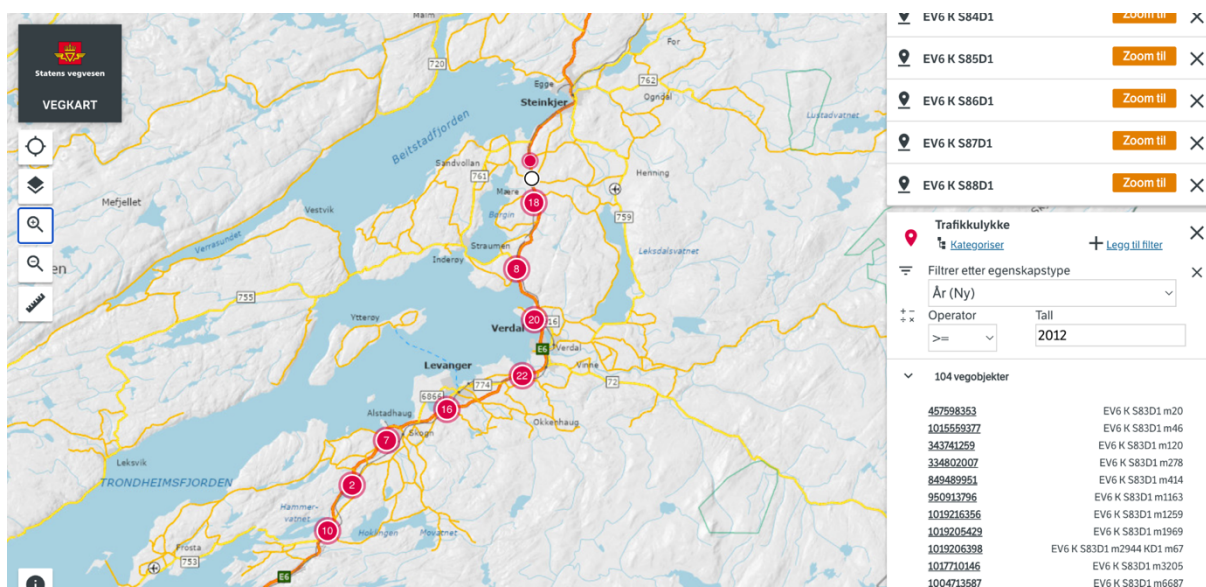 Statens vegvesen
VEGKART
Malm
720
For
762
Egge
Steinkjer
Ogndal
Lustadvatnet
Beitstadfjorden
Sandvollan
761
Mære
Henning
Mefjellet
Vestvik
18
Borgin
759
Verrasundet
Straumen
Leksdalsvatnet
en
Inderøy
8
755
Ytterøy
20
16
Verdal
E6
Verdal
Levanger
22
Vinne
774
72
6866
16
Alstadhaug
Okkenhaug
Skogn
7
Leksvik
TRONDHEIMSFJORDEN
2
Hammer-
vatnet
10
Hoklingen
Movatnet
Frosta
753
E6
EV6 K S84D1 Zoom til
EV6 K S85D1 Zoom til
EV6 K S86D1 Zoom til
EV6 K S87D1 Zoom til
EV6 K S88D1 Zoom til
Trafikkulykke
Kategoriser + Legg til filter
Filtrer etter egenskapstype
År (Ny)
Operator Tall
>= 2012
104 vegobjekter
457598353 EV6 K S83D1 m20
1015559377 EV6 K S83D1 m46
343741259 EV6 K S83D1 m120
334802007 EV6 K S83D1 m278
849489951 EV6 K S83D1 m414
950913796 EV6 K S83D1 m1163
1019216356 EV6 K S83D1 m1259
1019205429 EV6 K S83D1 m1969
1019206398 EV6 K S83D1 m2944 KD1 m67
1017710146 EV6 K S83D1 m3205
1004713587 EV6 K S83D1 m6687